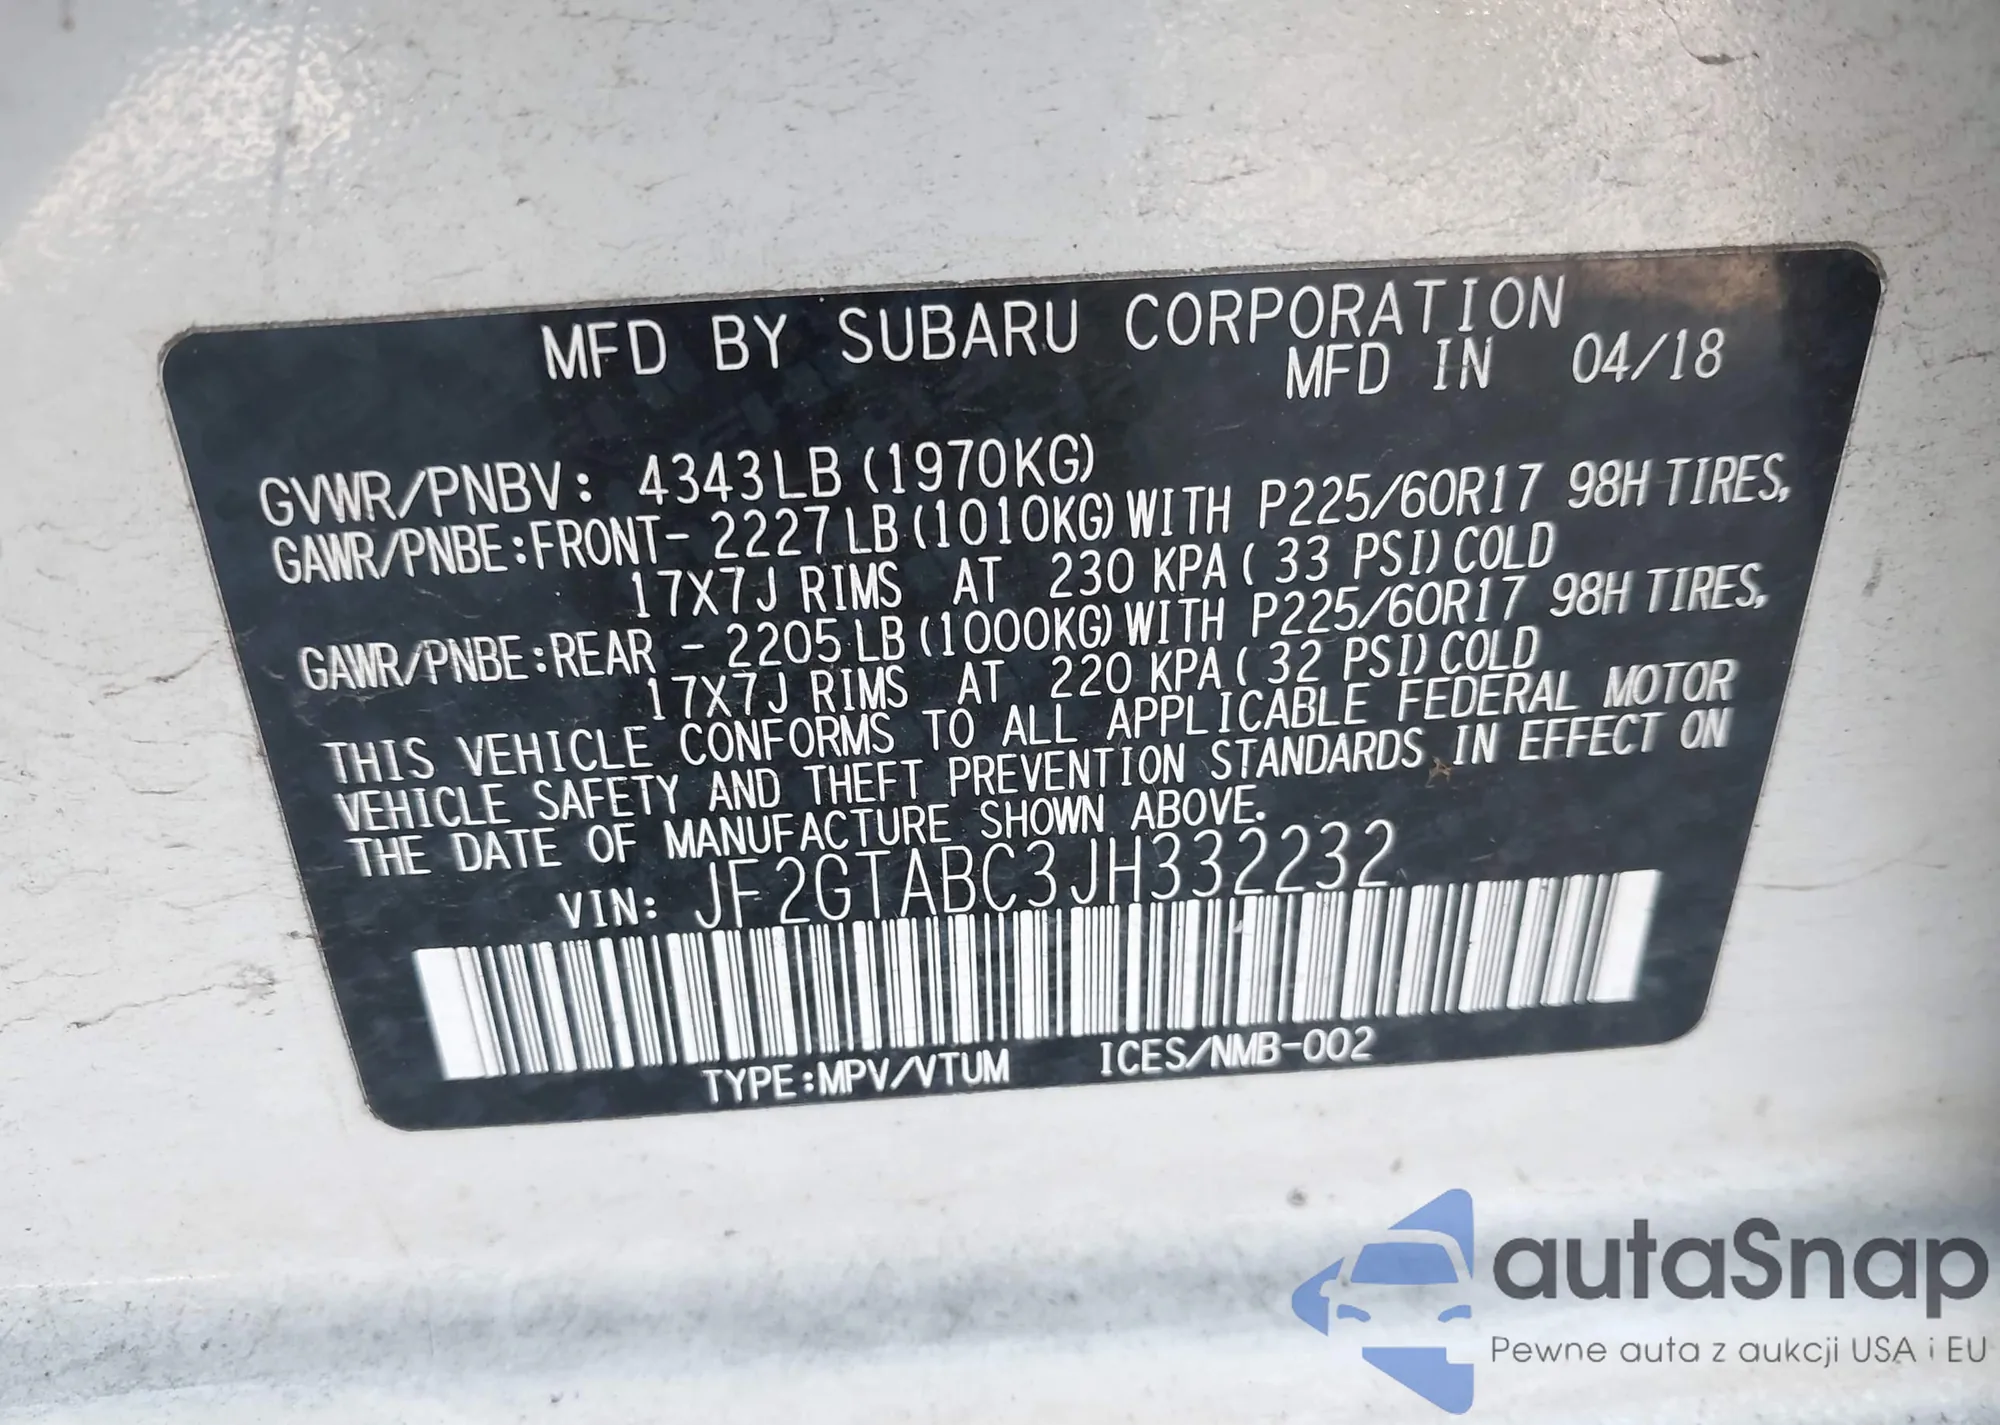 MFD BY SUBARU CORPORATION
MFD IN 04/18
GVWR/PNBV: 4343LB (1970KG)
GAWR/PNBE:FRONT- 2227LB(1010KG)WITH P225/60R17 98H TIRES,
17X7J RIMS AT 230 KPA ( 33 PSI) COLD
GAWR/PNBE:REAR - 2205LB(1000KG)WITH P225/60R17 98H TIRES,
17X7J RIMS AT 220 KPA ( 32 PSI) COLD
THIS VEHICLE CONFORMS TO ALL APPLICABLE FEDERAL MOTOR
VEHICLE SAFETY AND THEFT PREVENTION STANDARDS IN EFFECT ON
THE DATE OF MANUFACTURE SHOWN ABOVE.
VIN: JF2GTABC3JH332232
TYPE:MPV/VTUM ICES/NMB-002
autaSnap
Pewne auta z aukcji USA i EU